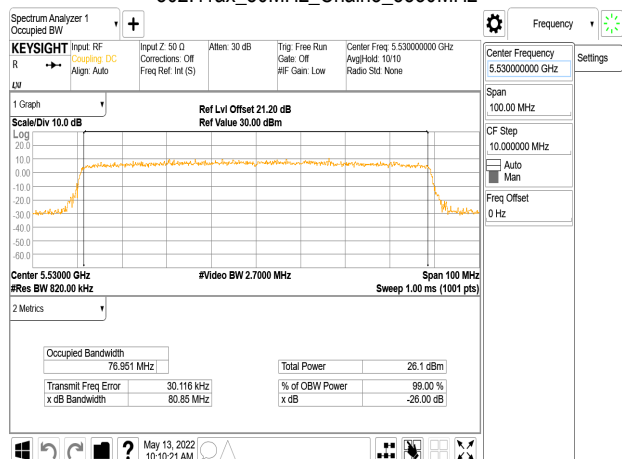 Spectrum Analyzer 1
Occupied BW
Frequency
KEYSIGHT
R
Input: RF
Coupling: DC
Align: Auto
Input Z: 50 Ω
Corrections: Off
Freq Ref: Int (S)
Atten: 30 dB
Trig: Free Run
Gate: Off
#IF Gain: Low
Center Freq: 5.530000000 GHz
Avg|Hold: 10/10
Radio Std: None
Center Frequency
5.530000000 GHz
Settings
Span
100.00 MHz
CF Step
10.000000 MHz
Auto
Man
Freq Offset
0 Hz
1 Graph
Scale/Div 10.0 dB
Ref Lvl Offset 21.20 dB
Ref Value 30.00 dBm
Log
20.0
10.0
0.00
-10.0
-20.0
-30.0
-40.0
-50.0
-60.0
Center 5.53000 GHz
#Video BW 2.7000 MHz
Span 100 MHz
#Res BW 820.00 kHz
Sweep 1.00 ms (1001 pts)
2 Metrics
Occupied Bandwidth
76.951 MHz
Total Power 26.1 dBm
Transmit Freq Error 30.116 kHz
% of OBW Power 99.00 %
x dB Bandwidth 80.85 MHz
x dB -26.00 dB
?
May 13, 2022
10:10:21 AM